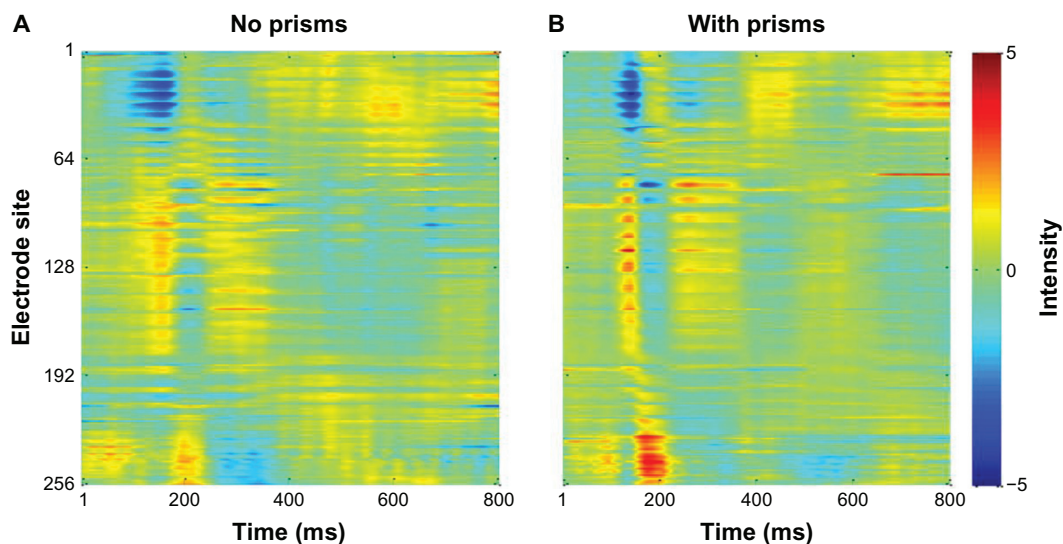 A No prisms B With prisms
1 5
64
128 0
192
256 −5
1 200 400 600 800 1 200 400 600 800
Time (ms) Time (ms)
Electrode site
Intensity